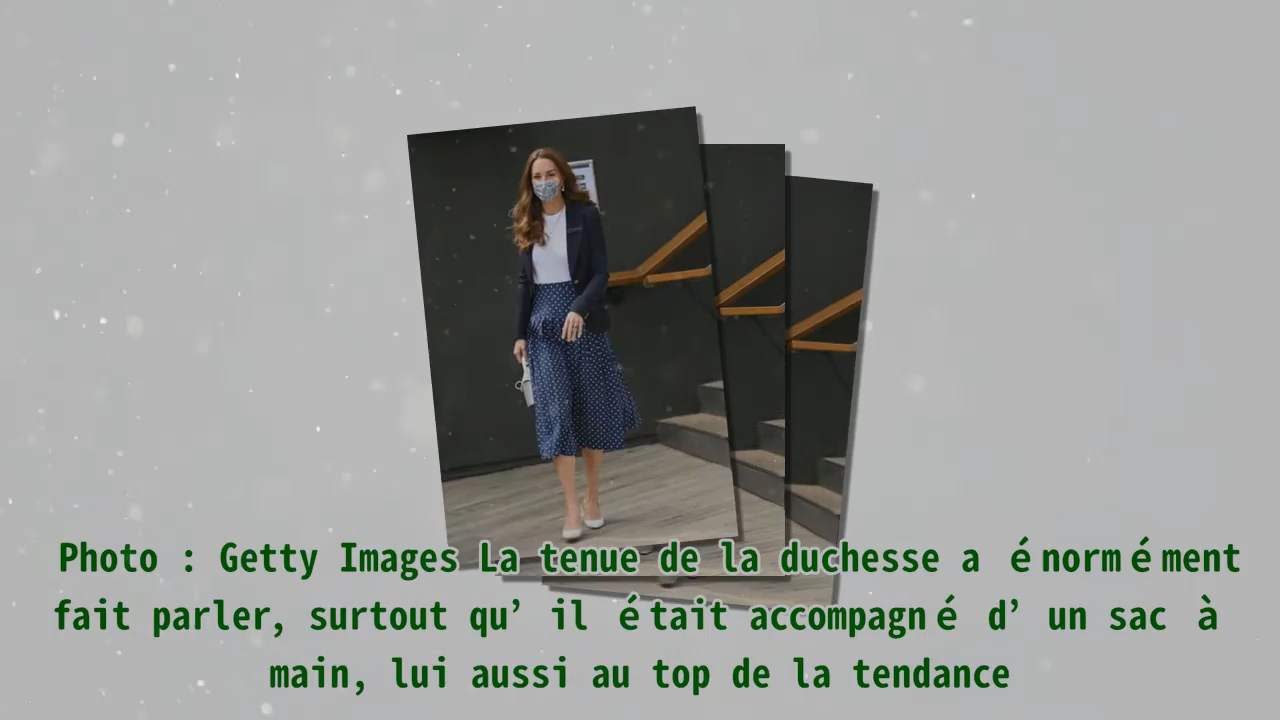 Photo : Getty Images La tenue de la duchesse a énormément
fait parler, surtout qu’ il était accompagné d’ un sac à
main, lui aussi au top de la tendance